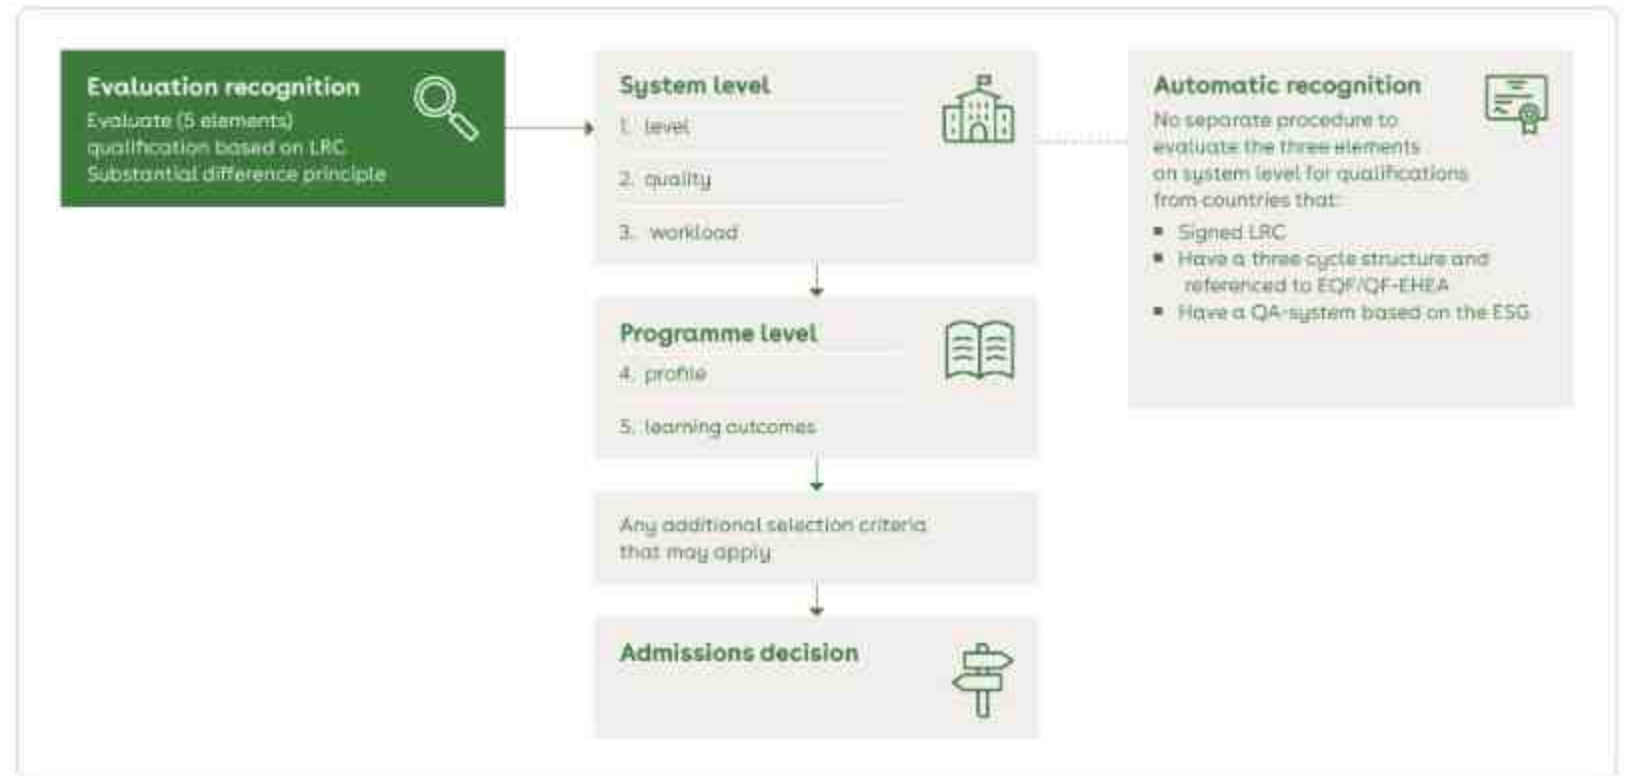 Evaluation recognition
Evaluate (5 elements)
qualification based on LRC
Substantial difference principle
System level
1. level
2. quality
3. workload
Programme level
4. profile
5. learning outcomes
Any additional selection criteria
that may apply
Admissions decision
Automatic recognition
No separate procedure to
evaluate the three elements
on system level for qualifications
from countries that:
▪ Signed LRC
▪ Have a three cycle structure and
referenced to EQF/QF-EHEA
▪ Have a QA-system based on the ESG